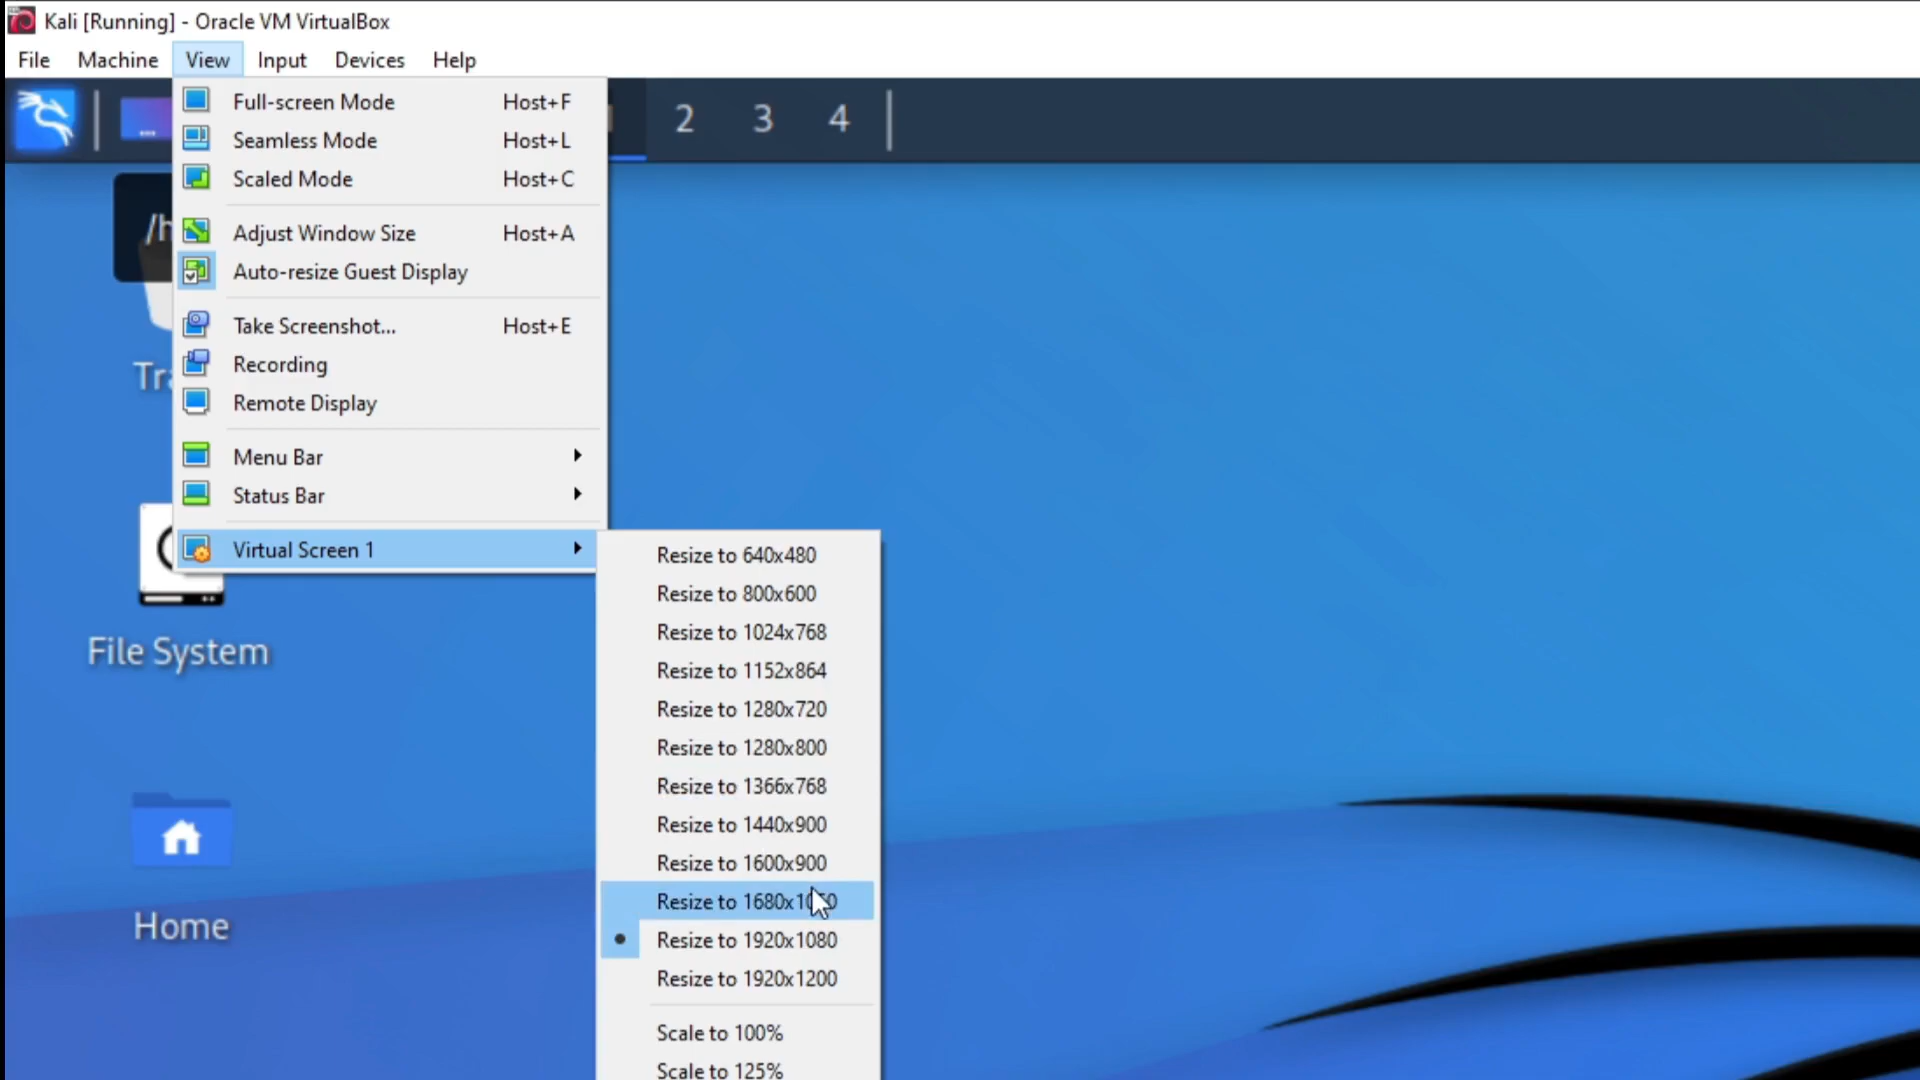 Kali [Running] - Oracle VM VirtualBox
File Machine View Input Devices Help
Full-screen Mode Host+F
Seamless Mode Host+L
Scaled Mode Host+C
Adjust Window Size Host+A
Auto-resize Guest Display
Take Screenshot... Host+E
Recording
Remote Display
Menu Bar
Status Bar
Virtual Screen 1
Resize to 640x480
Resize to 800x600
Resize to 1024x768
Resize to 1152x864
Resize to 1280x720
Resize to 1280x800
Resize to 1366x768
Resize to 1440x900
Resize to 1600x900
Resize to
Resize to 1920x1080
Resize to 1920x1200
Scale to 100%
Scale to 125%
2 3 4
File System
Home